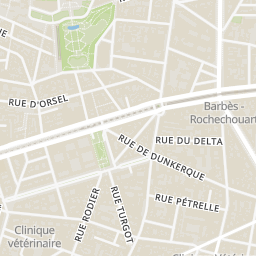 RUE D'ORSEL
Barbès -
Rochechouart
RUE DU DELTA
RUE DE DUNKERQUE
RUE PÉTRELLE
RUE RODIER
RUE TURGOT
Clinique
vétérinaire